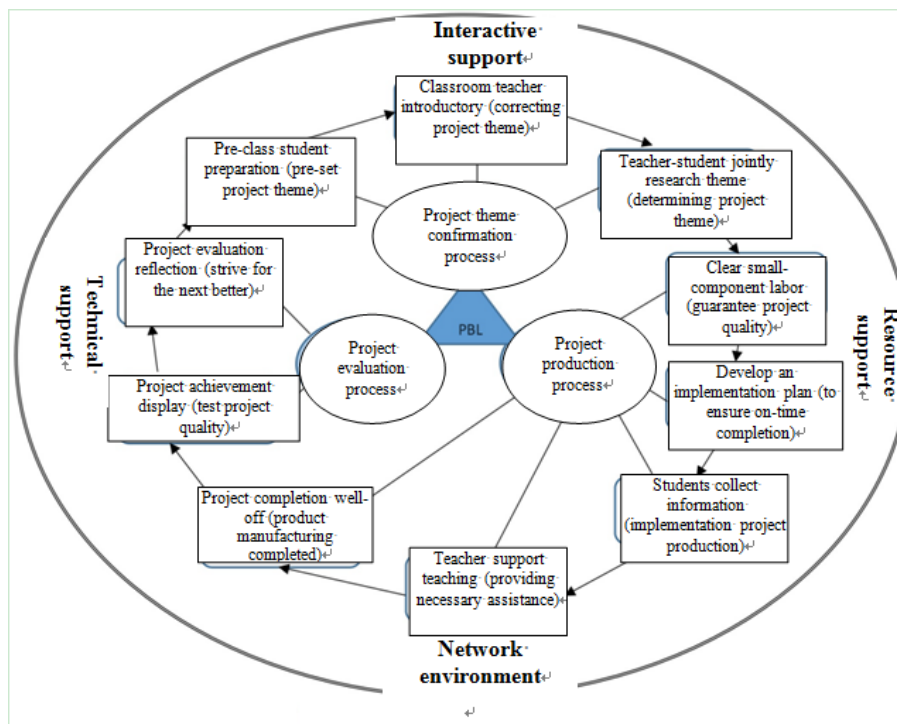 Interactive
support
Classroom teacher
introductory (correcting
project theme)
Pre-class student
preparation (pre-set
project theme)
Teacher-student jointly
research theme
(determining project
theme)
Project theme
confirmation
process
Project evaluation
reflection (strive for
the next better)
Clear small-
component labor
(guarantee project
quality)
Technical
support
Resource
support
PBL
Project
evaluation
process
Project
production
process
Project achievement
display (test project
quality)
Develop an
implementation plan (to
ensure on-time
completion)
Project completion well-
off (product
manufacturing
completed)
Students collect
information
(implementation project
production)
Teacher support
teaching (providing
necessary assistance)
Network
environment